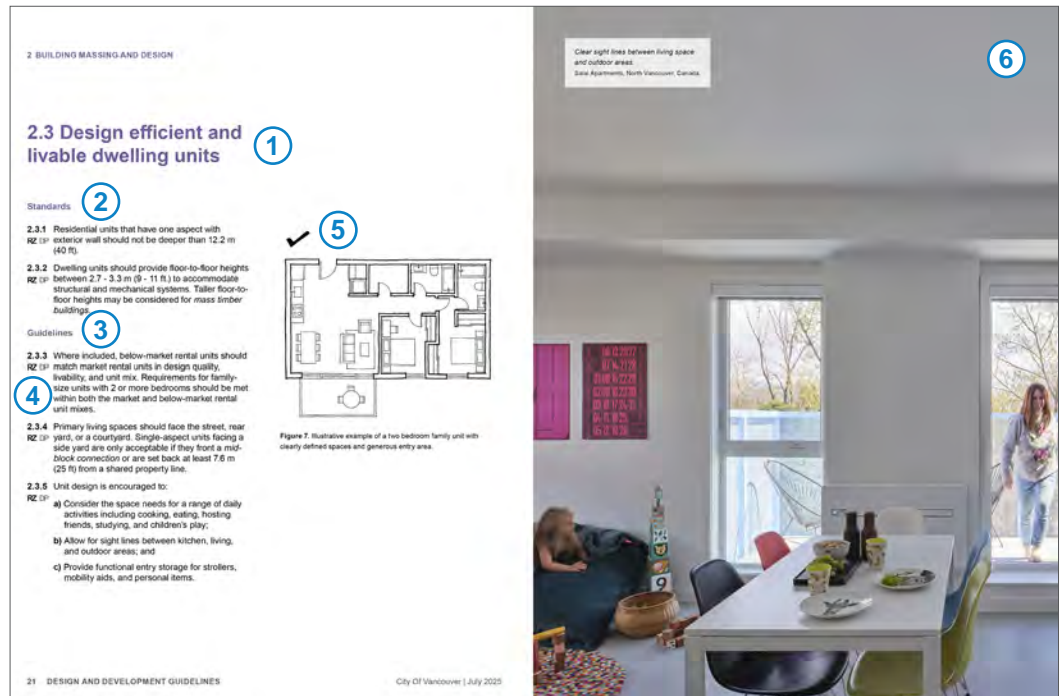 2 BUILDING MASSING AND DESIGN
2.3 Design efficient and
livable dwelling units
1
Standards
2
2.3.1 Residential units that have one aspect with
RZ DP exterior wall should not be deeper than 12.2 m
(40 ft).
2.3.2 Dwelling units should provide floor-to-floor heights
RZ DP between 2.7 - 3.3 m (9 - 11 ft.) to accommodate
structural and mechanical systems. Taller floor-to-
floor heights may be considered for mass timber
buildings.
Guidelines
3
2.3.3 Where included, below-market rental units should
RZ DP match market rental units in design quality,
livability, and unit mix. Requirements for family-
size units with 2 or more bedrooms should be met
4
within both the market and below-market rental
unit mixes.
2.3.4 Primary living spaces should face the street, rear
RZ DP yard, or a courtyard. Single-aspect units facing a
side yard are only acceptable if they front a mid-
block connection or are set back at least 7.6 m
(25 ft) from a shared property line.
2.3.5 Unit design is encouraged to:
RZ DP
a) Consider the space needs for a range of daily
activities including cooking, eating, hosting
friends, studying, and children's play;
b) Allow for sight lines between kitchen, living,
and outdoor areas; and
c) Provide functional entry storage for strollers,
mobility aids, and personal items.
5
Figure 7. Illustrative example of a two bedroom family unit with
clearly defined spaces and generous entry area.
21 DESIGN AND DEVELOPMENT GUIDELINES
City Of Vancouver | July 2025
Clear sight lines between living space
and outdoor areas.
Apartments, North Vancouver, Canada.
6
9